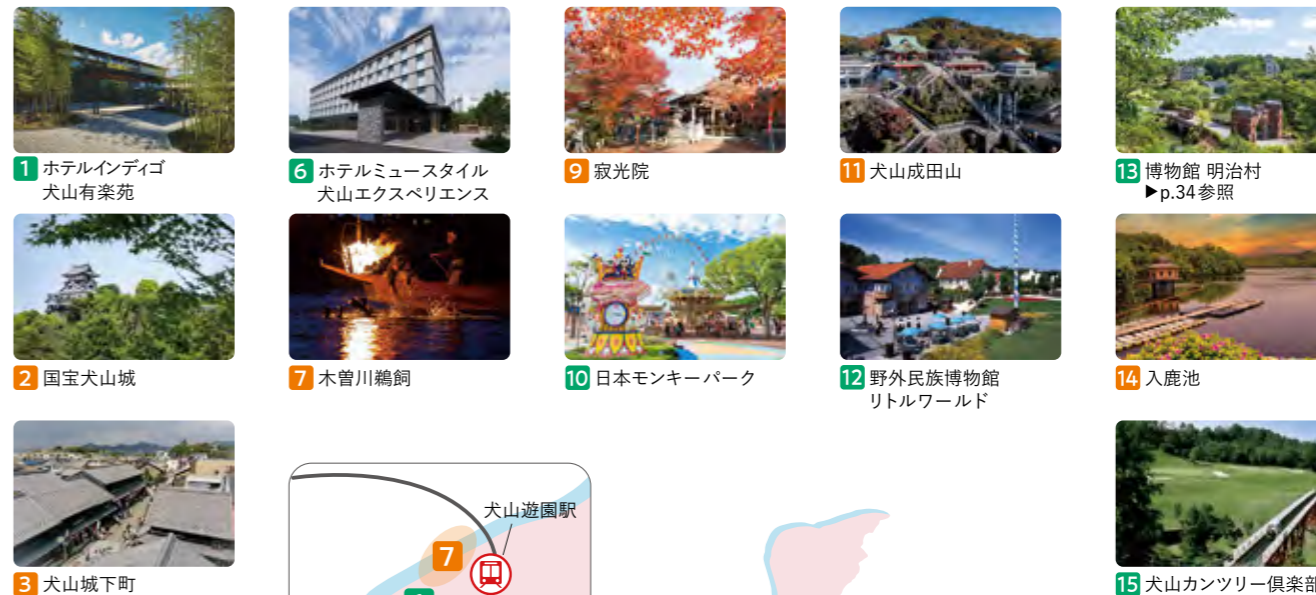 1 ホテルインディゴ
犬山有楽苑
6 ホテルミュースタイル
犬山エクスペリエンス
9 寂光院
11 犬山成田山
13 博物館 明治村
▶p.34参照
2 国宝犬山城
7 木曽川鵜飼
10 日本モンキーパーク
12 野外民族博物館
リトルワールド
14 入鹿池
3 犬山城下町
犬山遊園駅
7
15 犬山カンツリー倶楽部